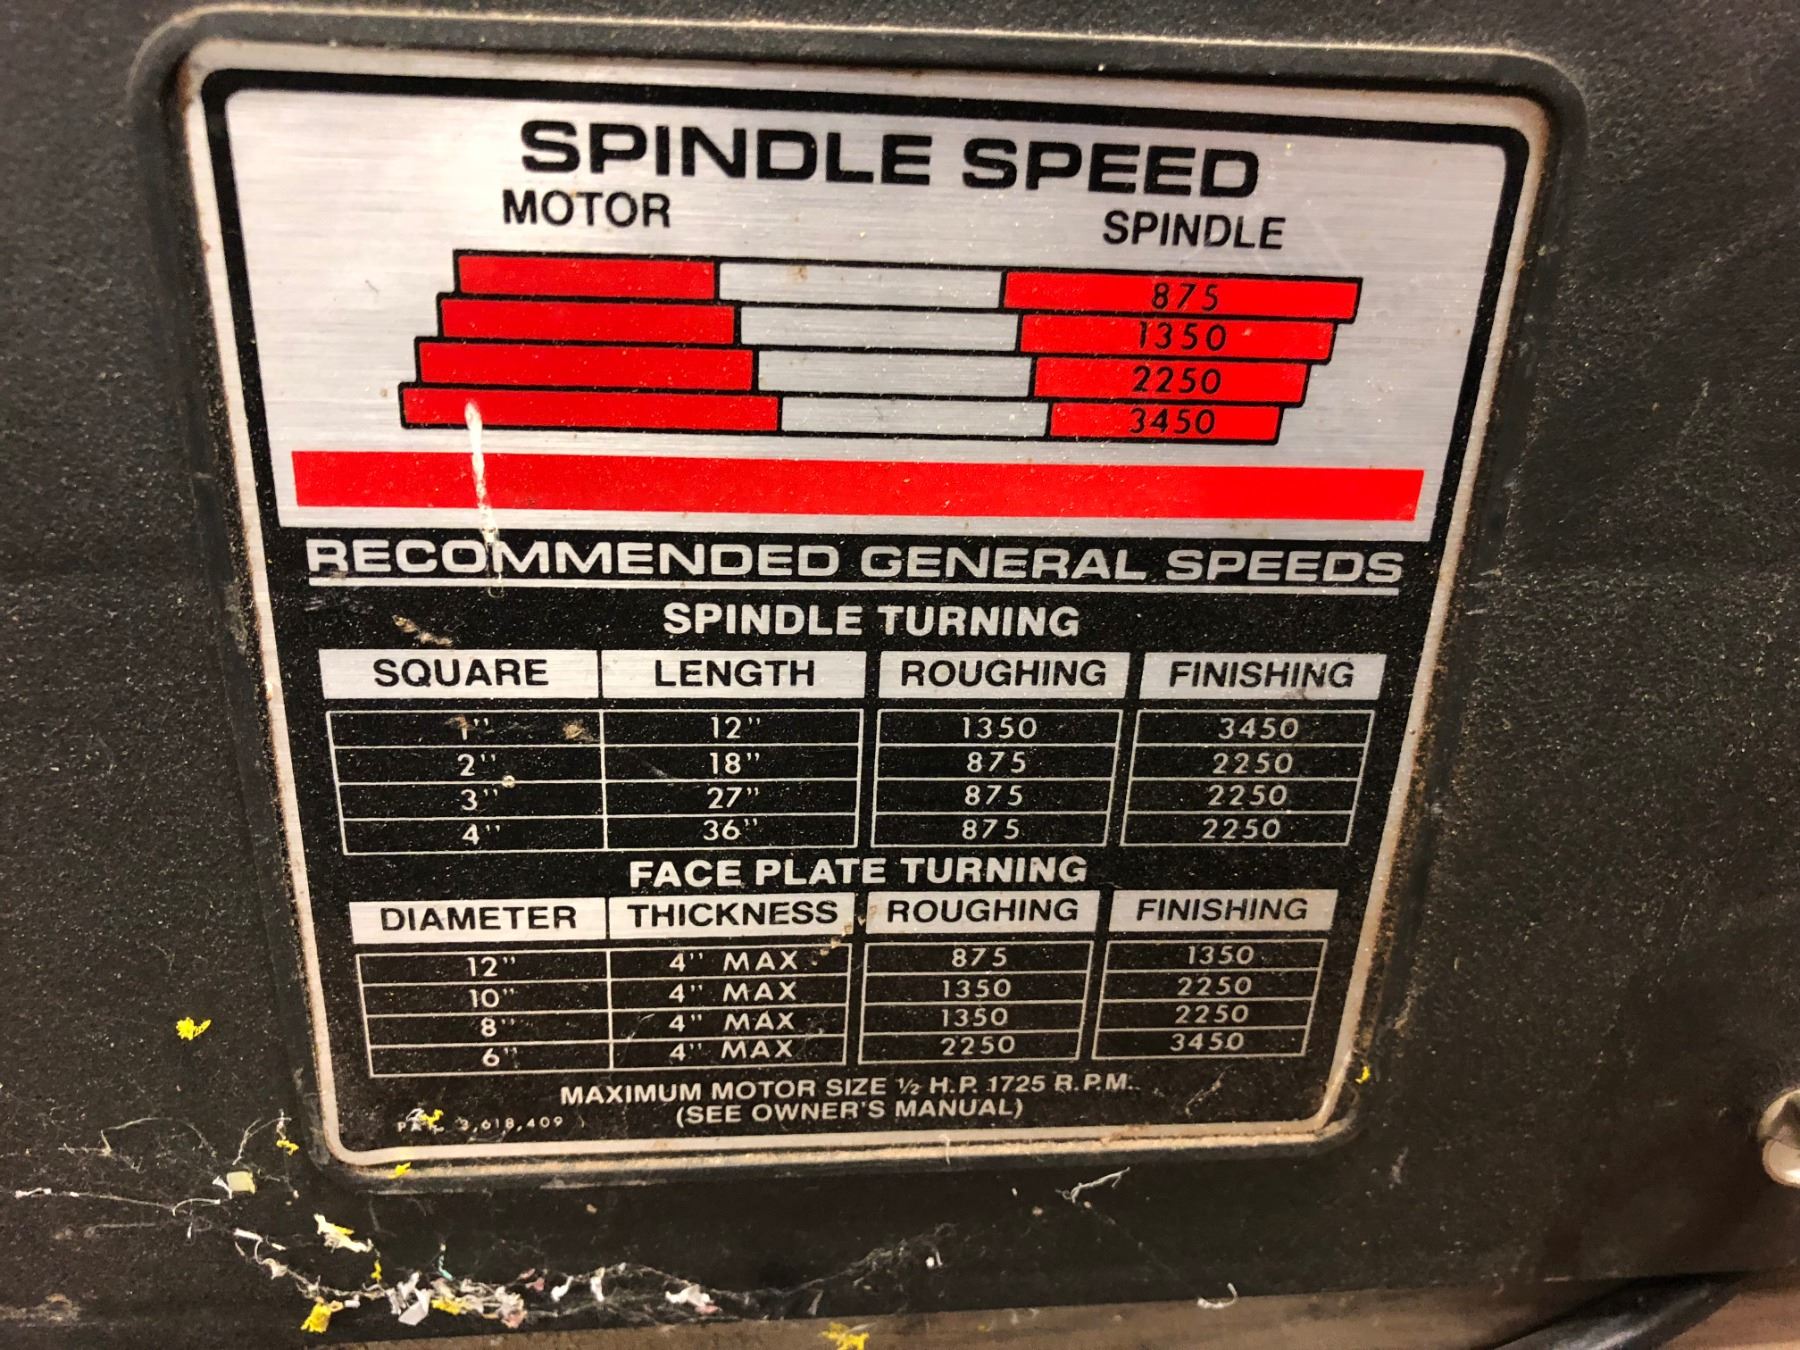 SPINDLE SPEED
MOTOR SPINDLE
875
1350
2250
3450
RECOMMENDED GENERAL SPEEDS
SPINDLE TURNING
SQUARE LENGTH ROUGHING FINISHING
1" 12" 1350 3450
2" 18" 875 2250
3" 27" 875 2250
4" 36" 875 2250
FACE PLATE TURNING
DIAMETER THICKNESS ROUGHING FINISHING
12" 4" MAX 875 1350
10" 4" MAX 1350 2250
8" 4" MAX 1350 2250
6" 4" MAX 2250 3450
MAXIMUM MOTOR SIZE ½ H.P. 1725 R.P.M.
(SEE OWNER'S MANUAL)
PAT. 3,618,409